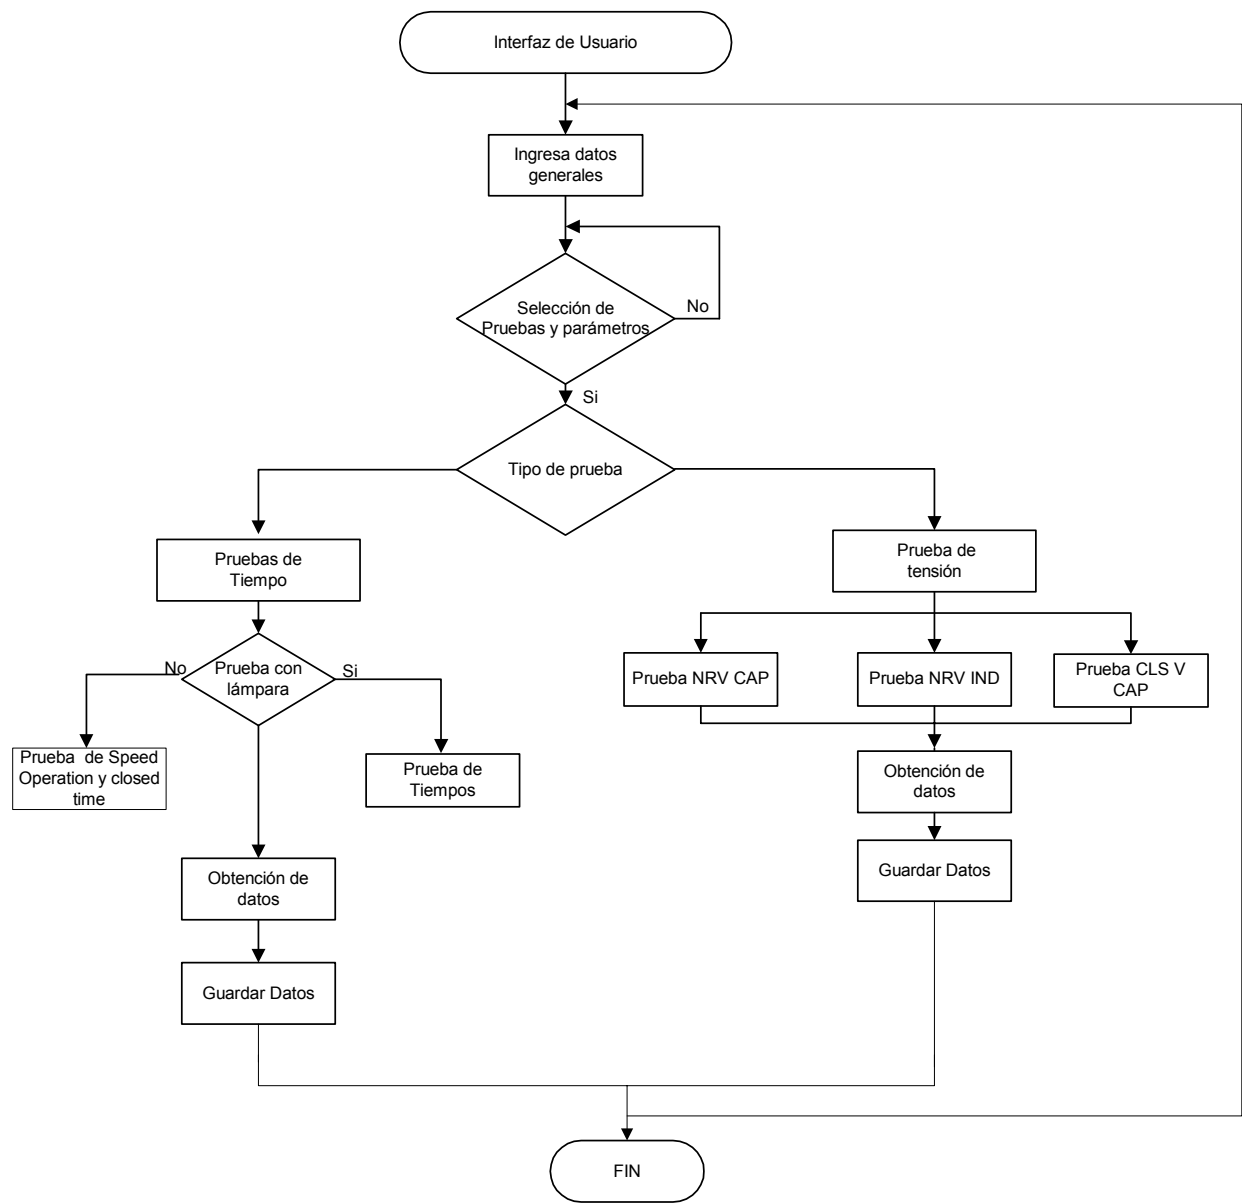 Interfaz de Usuario
Ingresa datos
generales
Selección de
Pruebas y parámetros
No
Si
Tipo de prueba
Pruebas de
Tiempo
Prueba de
tensión
No
Prueba con
lámpara
Si
Prueba NRV CAP
Prueba NRV IND
Prueba CLS V
CAP
Prueba de Speed
Operation y closed
time
Prueba de
Tiempos
Obtención de
datos
Guardar Datos
Obtención de
datos
Guardar Datos
FIN